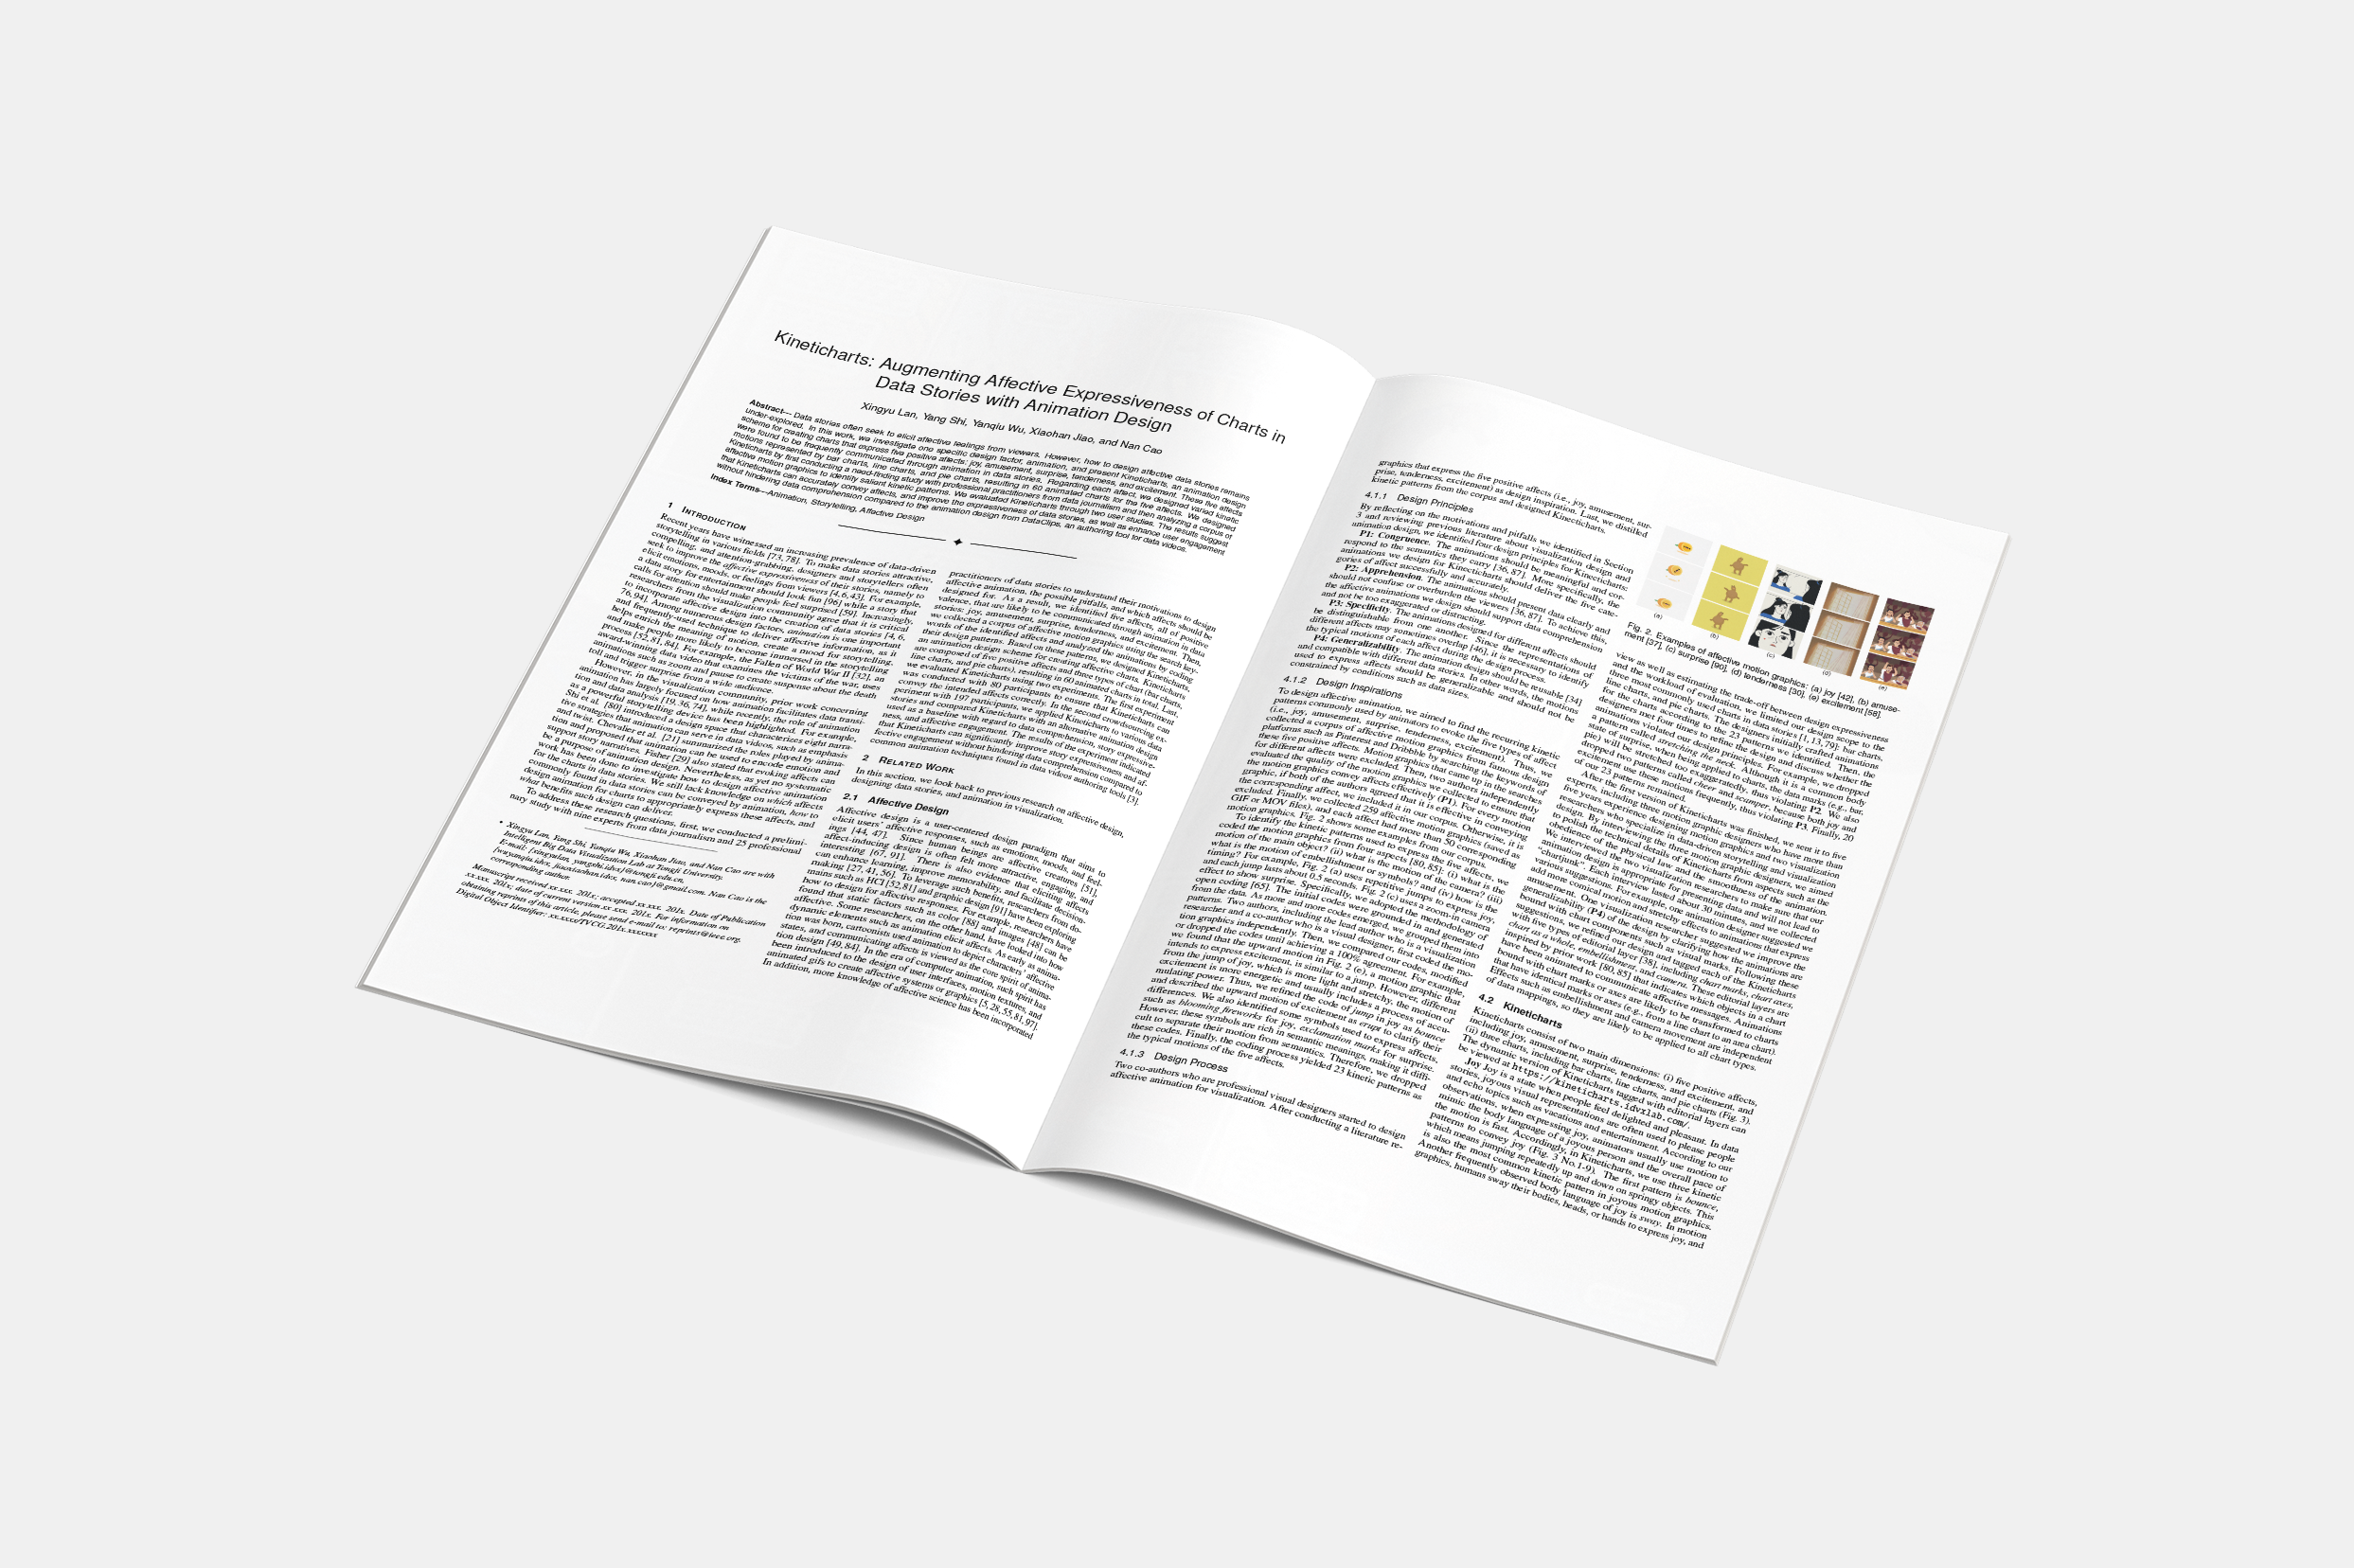 Kineticharts: Augmenting Affective Expressiveness of Charts in
Data Stories with Animation Design
Xingyu Lan, Yang Shi, Yanqiu Wu, Xiaohan Jiao, and Nan Cao
Abstract— Data stories often seek to elicit affective feelings from viewers. However, how to design affective data stories remains
under-explored. In this work, we investigate one specific design factor, animation, and present Kineticharts, an animation design
scheme for creating charts that express five positive affects: joy, amusement, surprise, tenderness, and excitement. These five affects
were found to be frequently communicated through animation in data stories. Regarding each affect, we designed varied kinetic
motions represented by bar charts, line charts, and pie charts, resulting in 60 animated charts for the five affects. We designed
Kineticharts by first conducting a need-finding study with professional practitioners from data journalism and then analyzing a corpus of
affective motion graphics to identify salient kinetic patterns. We evaluated Kineticharts through two user studies. The results suggest
that Kineticharts can accurately convey affects, and improve the expressiveness of data stories, as well as enhance user engagement
without hindering data comprehension compared to the animation design from DataClips, an authoring tool for data videos.
Index Terms—Animation, Storytelling, Affective Design
1 INTRODUCTION
Recent years have witnessed an increasing prevalence of data-driven
storytelling in various fields [73, 78]. To make data stories attractive,
compelling, and attention-grabbing, designers and storytellers often
seek to improve the affective expressiveness of their stories, namely to
elicit emotions, moods, or feelings from viewers [4, 6, 43]. For example,
a data story for entertainment should look fun [96] while a story that
calls for attention should make people feel surprised [59]. Increasingly,
researchers from the visualization community agree that it is critical
to incorporate affective design into the creation of data stories [4, 6,
76, 94]. Among numerous design factors, animation is one important
and frequently-used technique to deliver affective information, as it
helps enrich the meaning of motion, create a mood for storytelling,
and make people more likely to become immersed in the storytelling
process [52, 81, 84]. For example, the Fallen of World War II [32], an
award-winning data video that examines the victims of the war, uses
animations such as zoom and pause to create suspense about the death
toll and trigger surprise from a wide audience.
However, in the visualization community, prior work concerning
animation has largely focused on how animation facilitates data transi-
tion and data analysis [19, 36, 74], while recently, the role of animation
as a powerful storytelling device has been highlighted. For example,
Shi et al. [80] introduced a design space that characterizes eight narra-
tive strategies that animation can serve in data videos, such as emphasis
and twist. Chevalier et al. [21] summarized the roles played by anima-
tion and proposed that animation can be used to encode emotion and
support story narratives. Fisher [29] also stated that evoking affects can
be a purpose of animation design. Nevertheless, as yet no systematic
work has been done to investigate how to design affective animation
for the charts in data stories. We still lack knowledge on which affects
commonly found in data stories can be conveyed by animation, how to
design animation for charts to appropriately express these affects, and
what benefits such design can deliver.
To address these research questions, first, we conducted a prelimi-
nary study with nine experts from data journalism and 25 professional
• Xingyu Lan, Yang Shi, Yanqiu Wu, Xiaohan Jiao, and Nan Cao are with
Intelligent Big Data Visualization Lab at Tongji University.
E-mail: {xingyulan, yangshi.idvx}@tongji.edu.cn,
{wuyanqiu.idvx, jiaoxiaohan.idvx, nan.cao}@gmail.com. Nan Cao is the
corresponding author.
Manuscript received xx xxx. 201x; accepted xx xxx. 201x. Date of Publication
xx xxx. 201x; date of current version xx xxx. 201x. For information on
obtaining reprints of this article, please send e-mail to: reprints@ieee.org.
Digital Object Identifier: xx.xxxx/TVCG.201x.xxxxxxx
practitioners of data stories to understand their motivations to design
affective animation, the possible pitfalls, and which affects should be
designed for. As a result, we identified five affects, all of positive
valence, that are likely to be communicated through animation in data
stories: joy, amusement, surprise, tenderness, and excitement. Then,
we collected a corpus of affective motion graphics using the search key-
words of the identified affects and analyzed the animations by coding
their design patterns. Based on these patterns, we designed Kineticharts,
an animation design scheme for creating affective charts. Kineticharts
are composed of five positive affects and three types of chart (bar charts,
line charts, and pie charts), resulting in 60 animated charts in total. Last,
we evaluated Kineticharts using two experiments. The first experiment
was conducted with 80 participants to ensure that Kineticharts can
convey the intended affects correctly. In the second crowdsourcing ex-
periment with 197 participants, we applied Kineticharts to various data
stories and compared Kineticharts with an alternative animation design
used as a baseline with regard to data comprehension, story expressive-
ness, and affective engagement. The results of the experiment indicated
that Kineticharts can significantly improve story expressiveness and af-
fective engagement without hindering data comprehension compared to
common animation techniques found in data videos authoring tools [3].
2 RELATED WORK
In this section, we look back to previous research on affective design,
designing data stories, and animation in visualization.
2.1 Affective Design
Affective design is a user-centered design paradigm that aims to
elicit users' affective responses, such as emotions, moods, and feel-
ings [44, 47]. Since human beings are affective creatures [51],
affect-inducing design is often felt more attractive, engaging, and
interesting [67, 91]. There is also evidence that eliciting affects
can enhance learning, improve memorability, and facilitate decision-
making [27, 41, 56]. To leverage such benefits, researchers from do-
mains such as HCI [52, 81] and graphic design [91] have been exploring
how to design for affective responses. For example, researchers have
found that static factors such as color [88] and images [48] can be
affective. Some researchers, on the other hand, have looked into how
dynamic elements such as animation elicit affects. As early as anima-
tion was born, cartoonists used animation to depict characters' affective
states, and communicating affects is viewed as the core spirit of anima-
tion design [49, 84]. In the era of computer animation, such spirit has
been introduced to the design of user interfaces, motion textures, and
animated gifs to create affective systems or graphics [5, 28, 55, 81, 97].
In addition, more knowledge of affective science has been incorporated
graphics that express the five positive affects (i.e., joy, amusement, sur-
prise, tenderness, excitement) as design inspiration. Last, we distilled
kinetic patterns from the corpus and designed Kineticharts.
4.1.1 Design Principles
By reflecting on the motivations and pitfalls we identified in Section
3 and reviewing previous literature about visualization design and
animation design, we identified four design principles for Kineticharts:
P1: Congruence. The animations should be meaningful and cor-
respond to the semantics they carry [36, 87]. More specifically, the
animations we design for Kineticharts should deliver the five cate-
gories of affect successfully and accurately.
P2: Apprehension. The animations should present data clearly and
should not confuse or overburden the viewers [36, 87]. To achieve this,
the affective animations we design should support data comprehension
and not be too exaggerated or distracting.
P3: Specificity. The animations designed for different affects should
be distinguishable from one another. Since the representations of
different affects may sometimes overlap [46], it is necessary to identify
the typical motions of each affect during the design process.
P4: Generalizability. The animation design should be reusable [34]
and compatible with different data stories. In other words, the motions
used to express affects should be generalizable and should not be
constrained by conditions such as data sizes.
4.1.2 Design Inspirations
To design affective animation, we aimed to find the recurring kinetic
patterns commonly used by animators to evoke the five types of affect
(i.e., joy, amusement, surprise, tenderness, excitement). Thus, we
collected a corpus of affective motion graphics from famous design
platforms such as Pinterest and Dribbble by searching the keywords of
these five positive affects. Motion graphics that came up in the searches
for different affects were excluded. Then, two authors independently
evaluated the quality of the motion graphics we collected to ensure that
the motion graphics convey affects effectively (P1). For every motion
graphic, if both of the authors agreed that it is effective in conveying
the corresponding affect, we included it in our corpus. Otherwise, it is
excluded. Finally, we collected 259 affective motion graphics (saved as
GIF or MOV files), and each affect had more than 50 corresponding
motion graphics. Fig. 2 shows some examples from our corpus.
To identify the kinetic patterns used to express the five affects, we
coded the motion graphics from four aspects [80, 85]: (i) what is the
motion of the main object? (ii) what is the motion of the camera? (iii)
what is the motion of embellishment or symbols? and (iv) how is the
timing? For example, Fig. 2 (a) uses repetitive jumps to express joy,
and each jump lasts about 0.5 seconds. Fig. 2 (c) uses a zoom-in camera
effect to show surprise. Specifically, we adopted the methodology of
open coding [65]. The initial codes were grounded in and generated
from the data. As more and more codes emerged, we grouped them into
patterns. Two authors, including the lead author who is a visualization
researcher and a co-author who is a visual designer, first coded the mo-
tion graphics independently. Then, we compared our codes, modified
or dropped the codes until achieving a 100% agreement. For example,
we found that the upward motion in Fig. 2 (e), a motion graphic that
intends to express excitement, is similar to a jump. However, different
from the jump of joy, which is more light and stretchy, the motion of
excitement is more energetic and usually includes a process of accu-
mulating power. Thus, we refined the code of jump in joy as bounce
and described the upward motion of excitement as erupt to clarify their
differences. We also identified some symbols used to express affects,
such as blooming fireworks for joy, exclamation marks for surprise.
However, these symbols are rich in semantic meanings, making it diffi-
cult to separate their motion from semantics. Therefore, we dropped
these codes. Finally, the coding process yielded 23 kinetic patterns as
the typical motions of the five affects.
4.1.3 Design Process
Two co-authors who are professional visual designers started to design
affective animation for visualization. After conducting a literature re-
(a)
(b)
(c)
(d)
(e)
Fig. 2. Examples of affective motion graphics: (a) joy [42], (b) amuse-
ment [37], (c) surprise [90], (d) tenderness [30], (e) excitement [58].
view as well as estimating the trade-off between design expressiveness
and the workload of evaluation, we limited our design scope to the
three most commonly used charts in data stories [1, 13, 79]: bar charts,
line charts, and pie charts. The designers initially crafted animations
for the charts according to the 23 patterns we identified. Then, the
designers met four times to refine the design and discuss whether the
animations violated our design principles. For example, we dropped
a pattern called stretching the neck. Although it is a common body
state of surprise, when being applied to charts, the data marks (e.g., bar,
pie) will be stretched too exaggeratedly, thus violating P2. We also
dropped two patterns called cheer and scamper, because both joy and
excitement use these motions frequently, thus violating P3. Finally, 20
of our 23 patterns remained.
After the first version of Kineticharts was finished, we sent it to five
experts, including three motion graphic designers who have more than
five years experience designing motion graphics and two visualization
researchers who specialize in data-driven storytelling and visualization
design. By interviewing the three motion graphic designers, we aimed
to polish the technical details of Kineticharts from aspects such as the
obedience of the physical law and the smoothness of the animation.
We interviewed the two visualization researchers to make sure that our
animation design is appropriate for presenting data and will not lead to
"chartjunk". Each interview lasted about 30 minutes, and we collected
various suggestions. For example, one animation designer suggested we
add more comical motion and stretchy effects to animations that express
amusement. One visualization researcher suggested we improve the
generalizability (P4) of the design by clarifying how the animations are
bound with chart components such as visual marks. Following these
suggestions, we refined our design and tagged each of the Kineticharts
with five types of editorial layer [38], including chart marks, chart axes,
chart as a whole, embellishment, and camera. These editorial layers are
inspired by prior work [80, 85] that indicates which objects in a chart
have been animated to communicate affective messages. Animations
bound with chart marks or axes are likely to be transformed to charts
that have identical marks or axes (e.g., from a line chart to an area chart).
Effects such as embellishment and camera movement are independent
of data mappings, so they are likely to be applied to all chart types.
4.2 Kineticharts
Kineticharts consist of two main dimensions: (i) five positive affects,
including joy, amusement, surprise, tenderness, and excitement, and
(ii) three charts, including bar charts, line charts, and pie charts (Fig. 3).
The dynamic version of Kineticharts tagged with editorial layers can
be viewed at https://kineticharts.idvxlab.com/.
Joy Joy is a state when people feel delighted and pleasant. In data
stories, joyous visual representations are often used to please people
and echo topics such as vacations and entertainment. According to our
observations, when expressing joy, animators usually use motion to
mimic the body language of a joyous person and the overall pace of
the motion is fast. Accordingly, in Kineticharts, we use three kinetic
patterns to convey joy (Fig. 3 No.1-9). The first pattern is bounce,
which means jumping repeatedly up and down on springy objects. This
is also the most common kinetic pattern in joyous motion graphics.
Another frequently observed body language of joy is sway. In motion
graphics, humans sway their bodies, heads, or hands to express joy, and